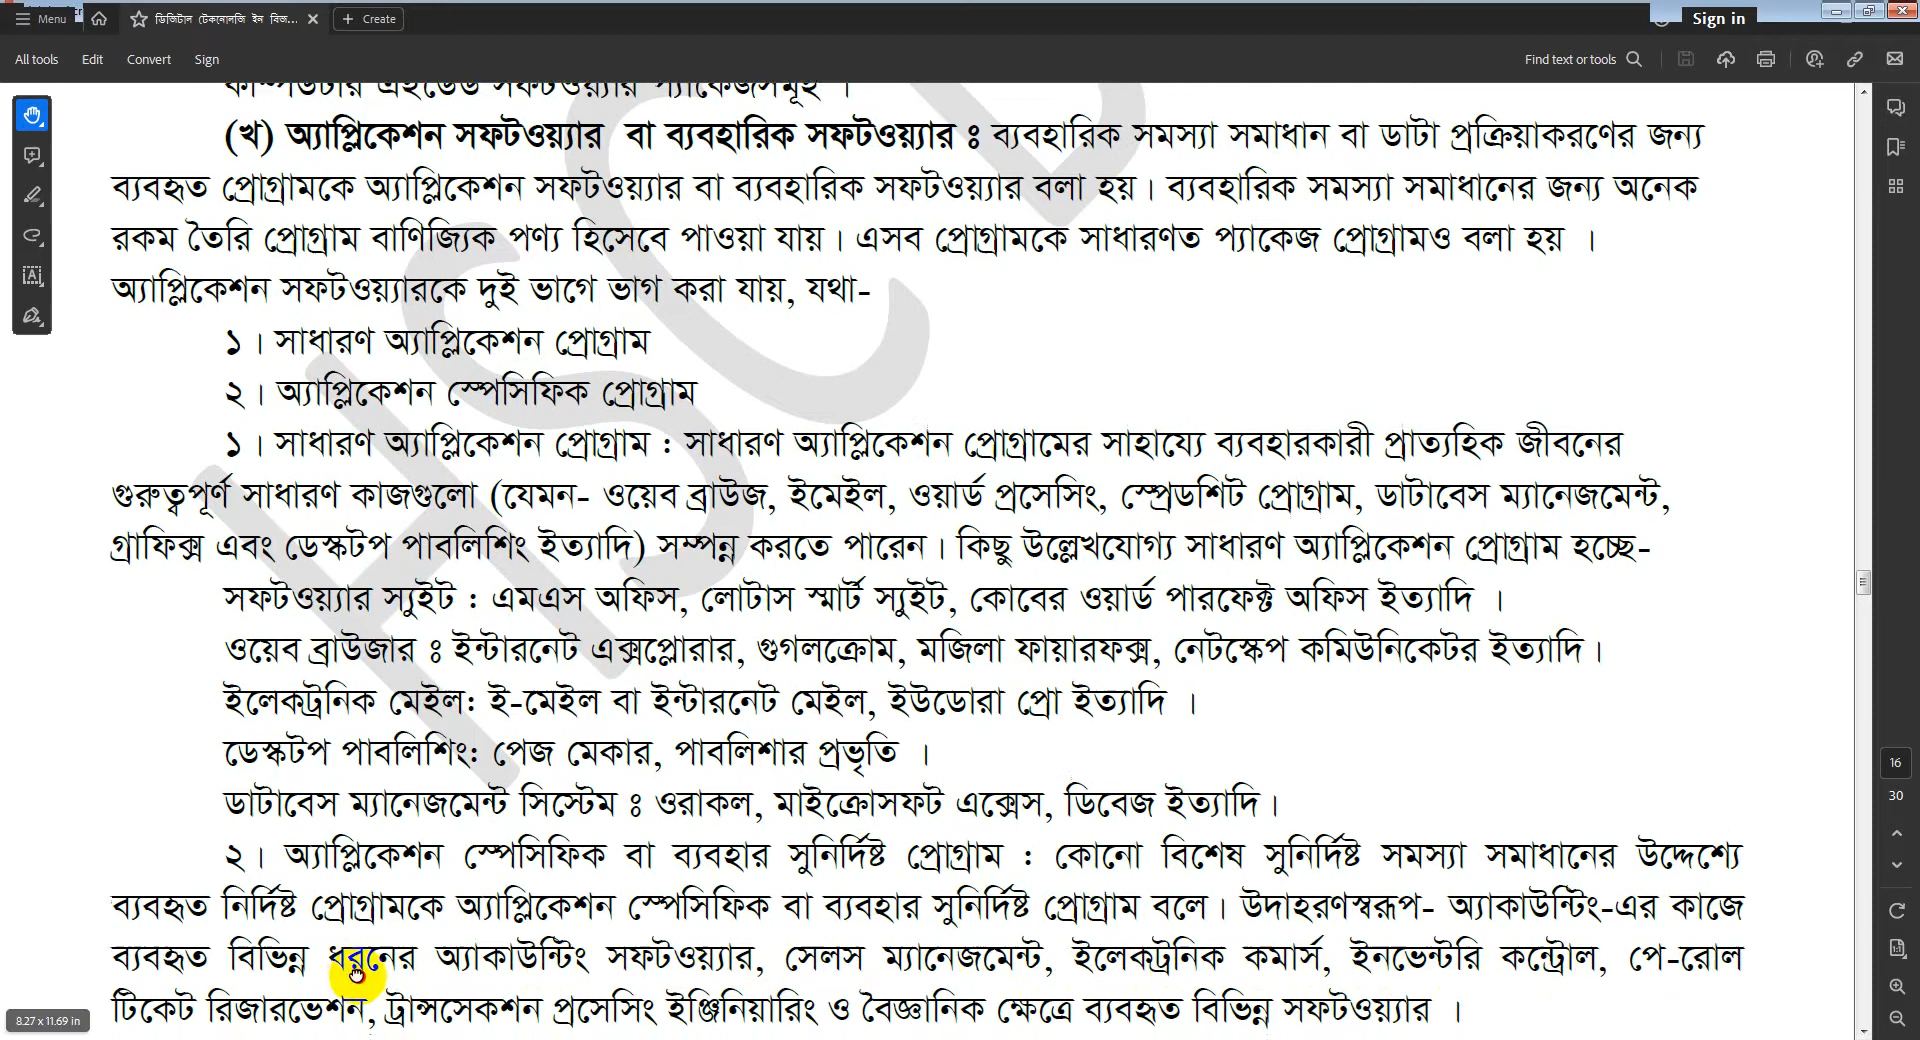 Menu
ডিজিটাল টেকনোলজি ইন বিজ...
Create
Sign in
All tools Edit Convert Sign
Find text or tools
কম্পিউটার এইডেড সফটওয়্যার প্যাকেজসমূহ ।
(খ) অ্যাপ্লিকেশন সফটওয়্যার বা ব্যবহারিক সফটওয়্যার ঃ ব্যবহারিক সমস্যা সমাধান বা ডাটা প্রক্রিয়াকরণের জন্য
ব্যবহৃত প্রোগ্রামকে অ্যাপ্লিকেশন সফটওয়্যার বা ব্যবহারিক সফটওয়্যার বলা হয়। ব্যবহারিক সমস্যা সমাধানের জন্য অনেক
রকম তৈরি প্রোগ্রাম বাণিজ্যিক পণ্য হিসেবে পাওয়া যায়। এসব প্রোগ্রামকে সাধারণত প্যাকেজ প্রোগ্রামও বলা হয় ।
অ্যাপ্লিকেশন সফটওয়্যারকে দুই ভাগে ভাগ করা যায়, যথা-
১। সাধারণ অ্যাপ্লিকেশন প্রোগ্রাম
২। অ্যাপ্লিকেশন স্পেসিফিক প্রোগ্রাম
১। সাধারণ অ্যাপ্লিকেশন প্রোগ্রাম : সাধারণ অ্যাপ্লিকেশন প্রোগ্রামের সাহায্যে ব্যবহারকারী প্রাত্যহিক জীবনের
গুরুত্বপূর্ণ সাধারণ কাজগুলো (যেমন- ওয়েব ব্রাউজ, ইমেইল, ওয়ার্ড প্রসেসিং, স্প্রেডশিট প্রোগ্রাম, ডাটাবেস ম্যানেজমেন্ট,
গ্রাফিক্স এবং ডেস্কটপ পাবলিশিং ইত্যাদি) সম্পন্ন করতে পারেন। কিছু উল্লেখযোগ্য সাধারণ অ্যাপ্লিকেশন প্রোগ্রাম হচ্ছে-
সফটওয়্যার স্যুইট : এমএস অফিস, লোটাস স্মার্ট স্যুইট, কোবের ওয়ার্ড পারফেক্ট অফিস ইত্যাদি ।
ওয়েব ব্রাউজার ঃ ইন্টারনেট এক্সপ্লোরার, গুগলক্রোম, মজিলা ফায়ারফক্স, নেটস্কেপ কমিউনিকেটর ইত্যাদি।
ইলেকট্রনিক মেইল: ই-মেইল বা ইন্টারনেট মেইল, ইউডোরা প্রো ইত্যাদি ।
ডেস্কটপ পাবলিশিং: পেজ মেকার, পাবলিশার প্রভৃতি ।
ডাটাবেস ম্যানেজমেন্ট সিস্টেম ঃ ওরাকল, মাইক্রোসফট এক্সেস, ডিবেজ ইত্যাদি।
২। অ্যাপ্লিকেশন স্পেসিফিক বা ব্যবহার সুনির্দিষ্ট প্রোগ্রাম : কোনো বিশেষ সুনির্দিষ্ট সমস্যা সমাধানের উদ্দেশ্যে
ব্যবহৃত নির্দিষ্ট প্রোগ্রামকে অ্যাপ্লিকেশন স্পেসিফিক বা ব্যবহার সুনির্দিষ্ট প্রোগ্রাম বলে। উদাহরণস্বরূপ- অ্যাকাউন্টিং-এর কাজে
ব্যবহৃত বিভিন্ন ধরনের অ্যাকাউন্টিং সফটওয়্যার, সেলস ম্যানেজমেন্ট, ইলেকট্রনিক কমার্স, ইনভেন্টরি কন্ট্রোল, পে-রোল
টিকেট রিজারভেশন, ট্রান্সসেকশন প্রসেসিং ইঞ্জিনিয়ারিং ও বৈজ্ঞানিক ক্ষেত্রে ব্যবহৃত বিভিন্ন সফটওয়্যার ।
HSC
16
30
8.27 x 11.69 in